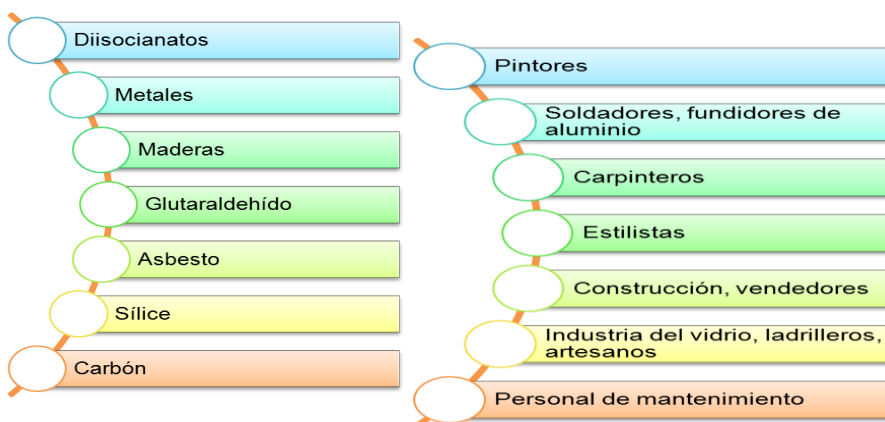 Diisocianatos
Metales
Maderas
Glutaraldehído
Asbesto
Sílice
Carbón
Pintores
Soldadores, fundidores de
aluminio
Carpinteros
Estilistas
Construcción, vendedores
Industria del vidrio, ladrilleros,
artesanos
Personal de mantenimiento